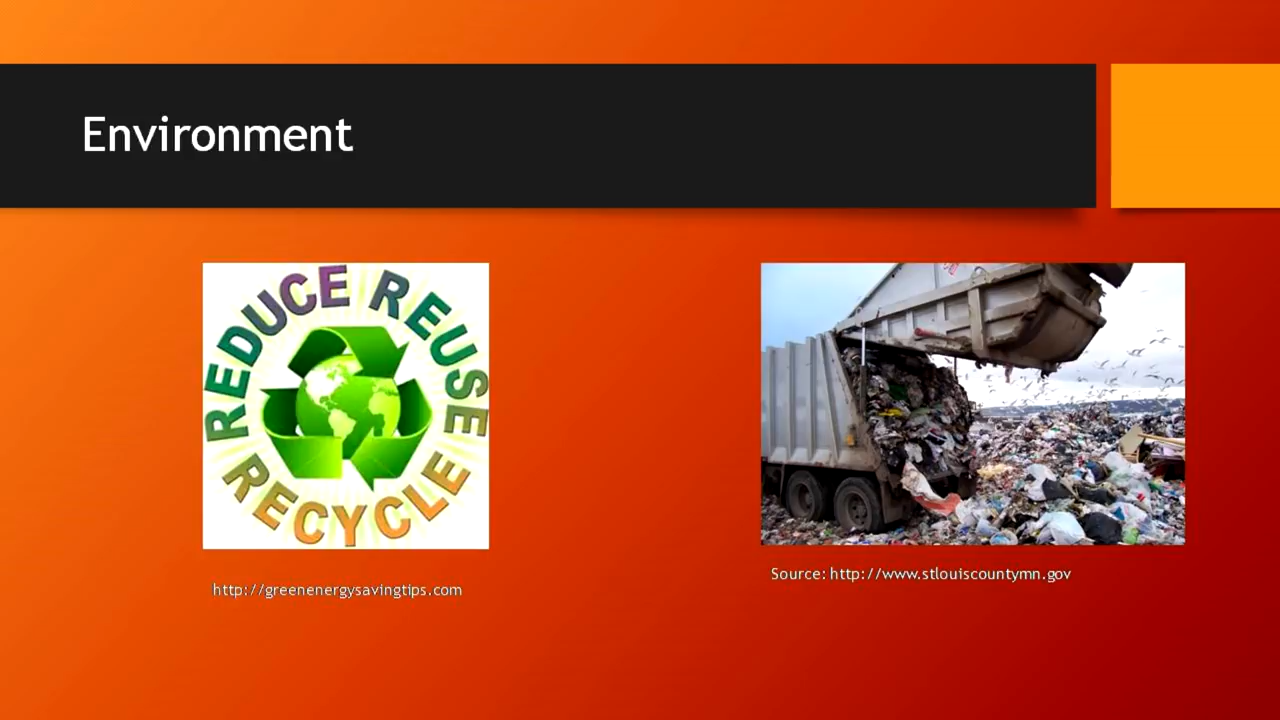 Environment
REDUCE REUSE
RECYCLE
http://greenenergysavingtips.com
Source: http://www.stlouiscountymn.gov